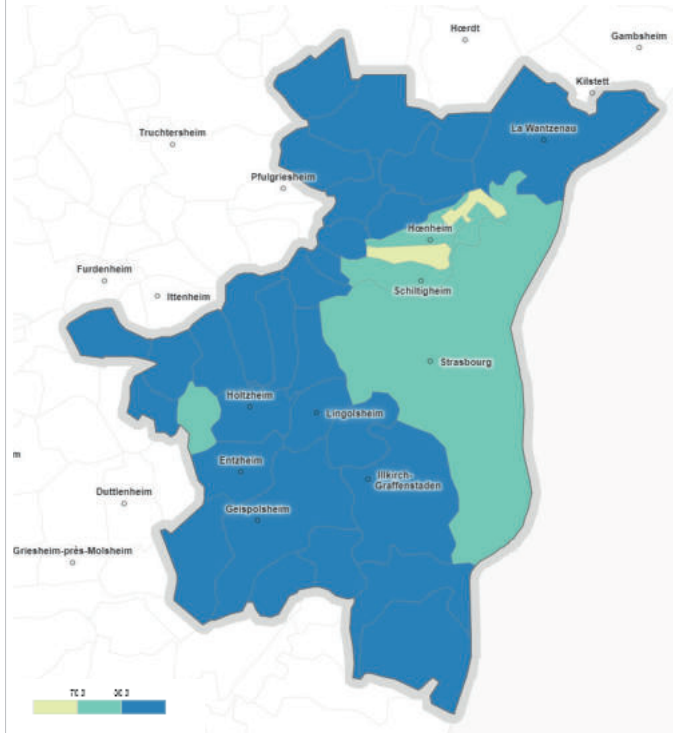 Hœrdt
Gambsheim
Kilstett
Truchtersheim
La Wantzenau
Pfulgriesheim
Hœnheim
Furdenheim
Ittenheim
Schiltigheim
Strasbourg
Holtzheim
Lingolsheim
m
Entzheim
Illkirch-
Graffenstaden
Duttlenheim
Geispolsheim
Griesheim-près-Molsheim